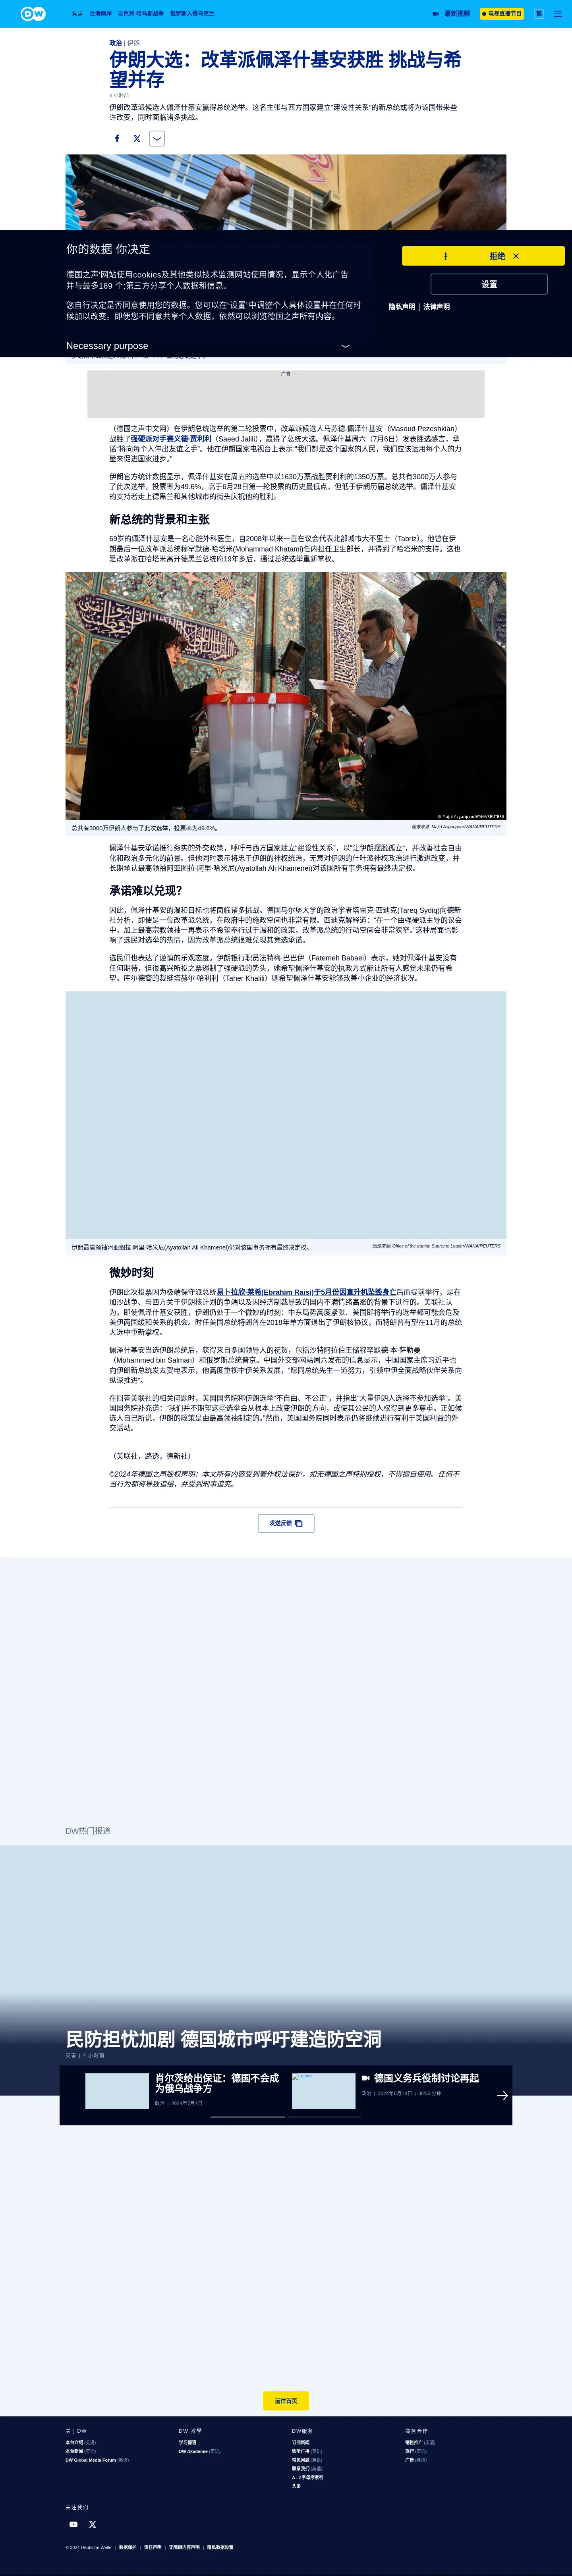 DW
焦点
台海两岸
以色列-哈马斯战争
俄罗斯入侵乌克兰
最新视频
电视直播节目
繁
政治 | 伊朗
伊朗大选：改革派佩泽什基安获胜 挑战与希
望并存
3 小时前
伊朗改革派候选人佩泽什基安赢得总统选举。这名主张与西方国家建立“建设性关系”的新总统或将为该国带来些
许改变，同时面临诸多挑战。
你的数据 你决定
德国之声’网站使用cookies及其他类似技术监测网站使用情况，显示个人化广告
并与最多169 个;第三方分享个人数据和信息。
您自行决定是否同意使用您的数据。您可以在“设置”中调整个人具体设置并在任何时
候加以改变。即便您不同意共享个人数据，依然可以浏览德国之声所有内容。
Necessary purpose
拒绝
设置
隐私声明 | 法律声明
广告
（德国之声中文网）在伊朗总统选举的第二轮投票中，改革派候选人马苏德·佩泽什基安（Masoud Pezeshkian）
战胜了强硬派对手赛义德·贾利利（Saeed Jalili），赢得了总统大选。佩泽什基周六（7月6日）发表胜选感言，承
诺“将向每个人伸出友谊之手”。他在伊朗国家电视台上表示:“我们都是这个国家的人民，我们应该运用每个人的力
量来促进国家进步。”
伊朗官方统计数据显示，佩泽什基安在周五的选举中以1630万票战胜贾利利的1350万票。总共有3000万人参与
了此次选举，投票率为49.6%，高于6月28日第一轮投票的历史最低点，但低于伊朗历届总统选举。佩泽什基安
的支持者走上德黑兰和其他城市的街头庆祝他的胜利。
新总统的背景和主张
69岁的佩泽什基安是一名心脏外科医生，自2008年以来一直在议会代表北部城市大不里士（Tabriz）。他曾在伊
朗最后一位改革派总统穆罕默德·哈塔米(Mohammad Khatami)任内担任卫生部长，并得到了哈塔米的支持。这也
是改革派在哈塔米离开德黑兰总统府19年多后，通过总统选举重新掌权。
© Majid Asgaripour/WANA/REUTERS
总共有3000万伊朗人参与了此次选举，投票率为49.6%。
图像来源: Majid Asgaripour/WANA/REUTERS
佩泽什基安承诺推行务实的外交政策，呼吁与西方国家建立“建设性关系”，以“让伊朗摆脱孤立”，并改善社会自由
化和政治多元化的前景。但他同时表示将忠于伊朗的神权统治，无意对伊朗的什叶派神权政治进行激进改变，并
长期承认最高领袖阿亚图拉·阿里·哈米尼(Ayatollah Ali Khamenei)对该国所有事务拥有最终决定权。
承诺难以兑现？
因此，佩泽什基安的温和目标也将面临诸多挑战。德国马尔堡大学的政治学者塔雷克·西迪克(Tareq Sydiq)向德新
社分析，即便是一位改革派总统，在政府中的施政空间也非常有限。西迪克解释道：“在一个由强硬派主导的议会
中，加上最高宗教领袖一再表示不希望奉行过于温和的政策，改革派总统的行动空间会非常狭窄。”这种局面也影
响了选民对选举的热情，因为改革派总统很难兑现其竞选承诺。
选民们也表达了谨慎的乐观态度。伊朗银行职员法特梅·巴巴伊（Fatemeh Babaei）表示，她对佩泽什基安没有
任何期待，但很高兴所投之票遏制了强硬派的势头，她希望佩泽什基安的执政方式能让所有人感觉未来仍有希
望。库尔德裔的裁缝塔赫尔·哈利利（Taher Khalili）则希望佩泽什基安能够改善小企业的经济状况。
伊朗最高领袖阿亚图拉·阿里·哈米尼(Ayatollah Ali Khamenei)仍对该国事务拥有最终决定权。
图像来源: Office of the Iranian Supreme Leader/WANA/REUTERS
微妙时刻
伊朗此次投票因为极端保守派总统易卜拉欣·莱希(Ebrahim Raisi)于5月份因直升机坠毁身亡后而提前举行，是在
加沙战争、与西方关于伊朗核计划的争端以及因经济制裁导致的国内不满情绪高涨的背景下进行的。美联社认
为，即使佩泽什基安获胜，伊朗仍处于一个微妙的时刻：中东局势高度紧张、美国即将举行的大选都可能会危及
美伊两国缓和关系的机会。时任美国总统特朗普在2018年单方面退出了伊朗核协议，而特朗普有望在11月的总统
大选中重新掌权。
佩泽什基安当选伊朗总统后，获得来自多国领导人的祝贺，包括沙特阿拉伯王储穆罕默德·本·萨勒曼
（Mohammed bin Salman）和俄罗斯总统普京。中国外交部网站周六发布的信息显示，中国国家主席习近平也
向伊朗新总统发去贺电表示，他高度重视中伊关系发展，“愿同总统先生一道努力，引领中伊全面战略伙伴关系向
纵深推进”。
在回答美联社的相关问题时，美国国务院称伊朗选举“不自由、不公正”，并指出“大量伊朗人选择不参加选举”。美
国国务院补充道：“我们并不期望这些选举会从根本上改变伊朗的方向，或使其公民的人权得到更多尊重。正如候
选人自己所说，伊朗的政策是由最高领袖制定的。”然而，美国国务院同时表示仍将继续进行有利于美国利益的外
交活动。
（美联社，路透，德新社）
©2024年德国之声版权声明：本文所有内容受到著作权法保护，如无德国之声特别授权，不得擅自使用。任何不
当行为都将导致追偿，并受到刑事追究。
发送反馈
DW热门报道
民防担忧加剧 德国城市呼吁建造防空洞
灾害 | 4 小时前
肖尔茨给出保证：德国不会成
为俄乌战争方
政治 | 2024年7月4日
德国义务兵役制讨论再起
政治 | 2024年6月13日 | 00:55 分钟
前往首页
关于DW
本台介绍 (英语)
本台新闻 (英语)
DW Global Media Forum (英语)
DW 教學
学习德语
DW Akademie (英语)
DW服务
订阅新闻
收听广播 (英语)
常见问题 (英语)
联系我们 (英语)
A - Z字母序索引
头条
商务合作
销售推广 (英语)
旅行 (英语)
广告 (英语)
关注我们
© 2024 Deutsche Welle | 数据保护 | 责任声明 | 无障碍内容声明 | 隐私数据设置